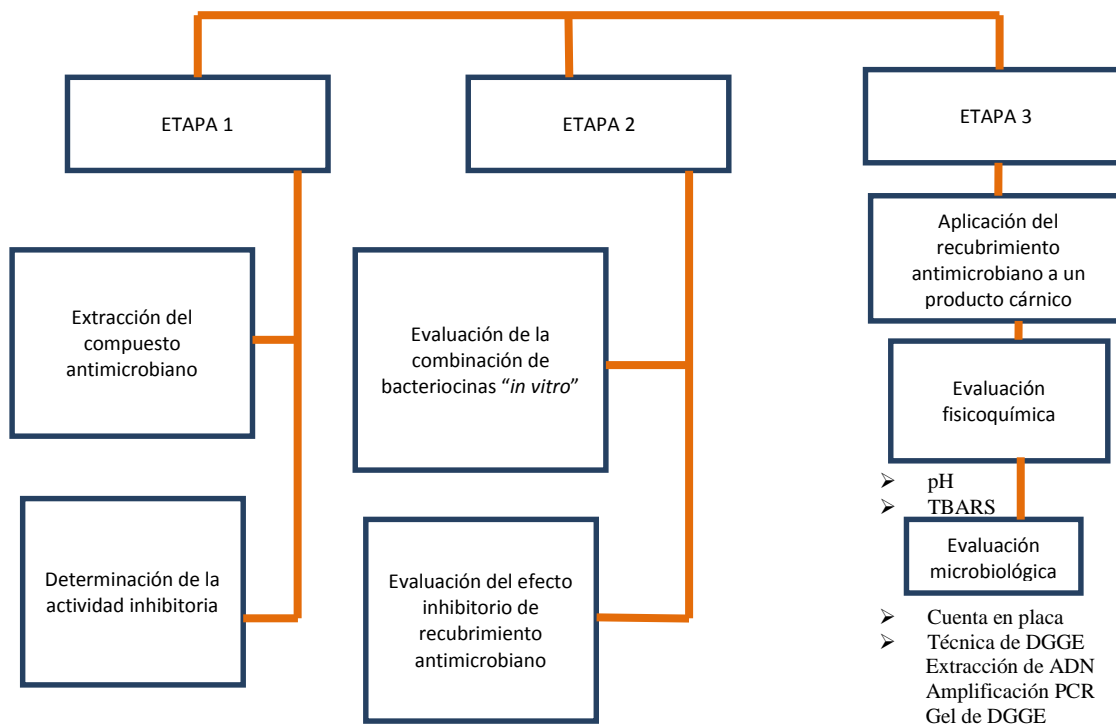 ETAPA 1
Extracción del
compuesto
antimicrobiano
Determinación de la
actividad inhibitoria
ETAPA 2
Evaluación de la
combinación de
bacteriocinas “in vitro”
Evaluación del efecto
inhibitorio de
recubrimiento
antimicrobiano
ETAPA 3
Aplicación del
recubrimiento
antimicrobiano a un
producto cárnico
Evaluación
fisicoquímica
➢ pH
➢ TBARS
Evaluación
microbiológica
➢ Cuenta en placa
➢ Técnica de DGGE
Extracción de ADN
Amplificación PCR
Gel de DGGE